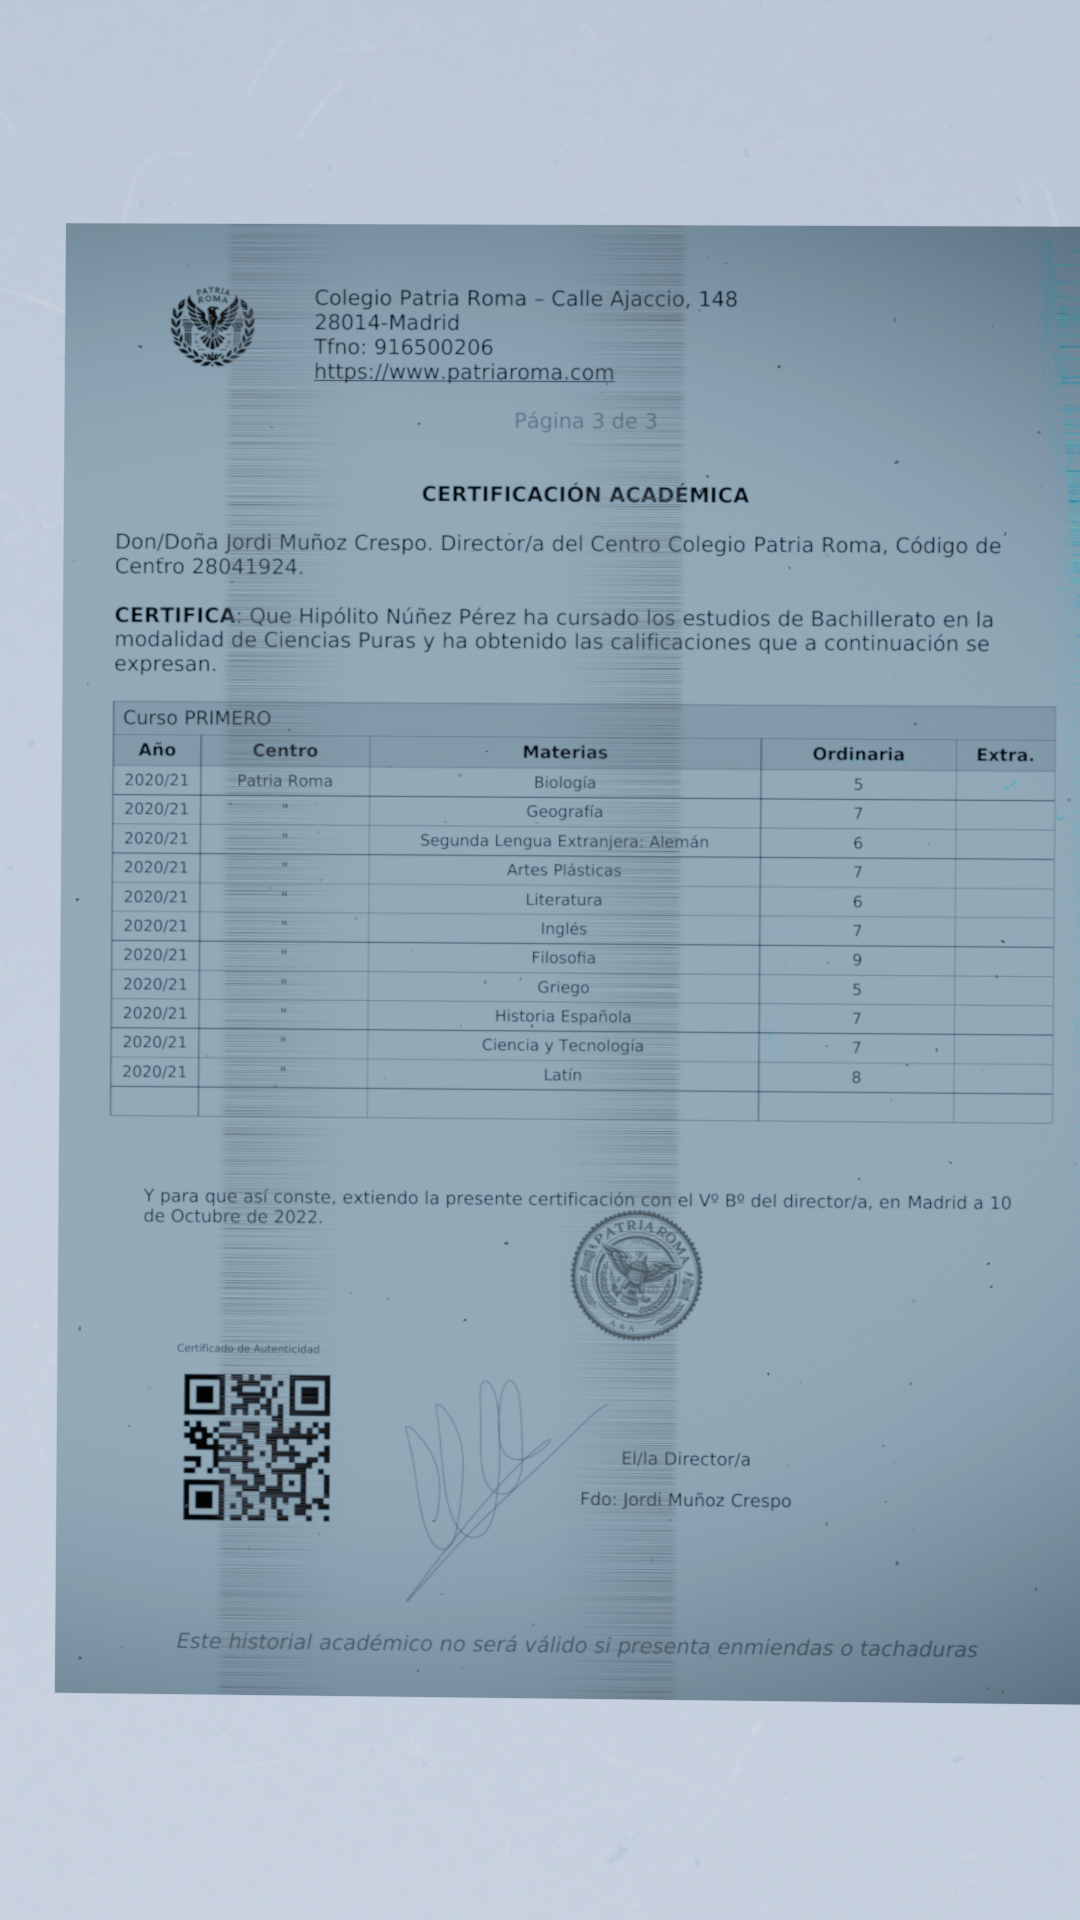 PATRIA
ROMA
Colegio Patria Roma – Calle Ajaccio, 148
28014-Madrid
Tfno: 916500206
https://www.patriaroma.com
Página 3 de 3
CERTIFICACIÓN ACADÉMICA
Don/Doña Jordi Muñoz Crespo. Director/a del Centro Colegio Patria Roma, Código de
Centro 28041924.
CERTIFICA: Que Hipólito Núñez Pérez ha cursado los estudios de Bachillerato en la
modalidad de Ciencias Puras y ha obtenido las calificaciones que a continuación se
expresan.
Curso PRIMERO
Año Centro Materias Ordinaria Extra.
2020/21 Patria Roma Biología 5
2020/21 " Geografía 7
2020/21 " Segunda Lengua Extranjera: Alemán 6
2020/21 " Artes Plásticas 7
2020/21 " Literatura 6
2020/21 " Inglés 7
2020/21 " Filosofia 9
2020/21 " Griego 5
2020/21 " Historia Española 7
2020/21 " Ciencia y Tecnología 7
2020/21 " Latín 8
Y para que así conste, extiendo la presente certificación con el Vº Bº del director/a, en Madrid a 10
de Octubre de 2022.
PATRIA ROMA
A A A
Certificado de Autenticidad
El/la Director/a
Fdo: Jordi Muñoz Crespo
Este historial académico no será válido si presenta enmiendas o tachaduras